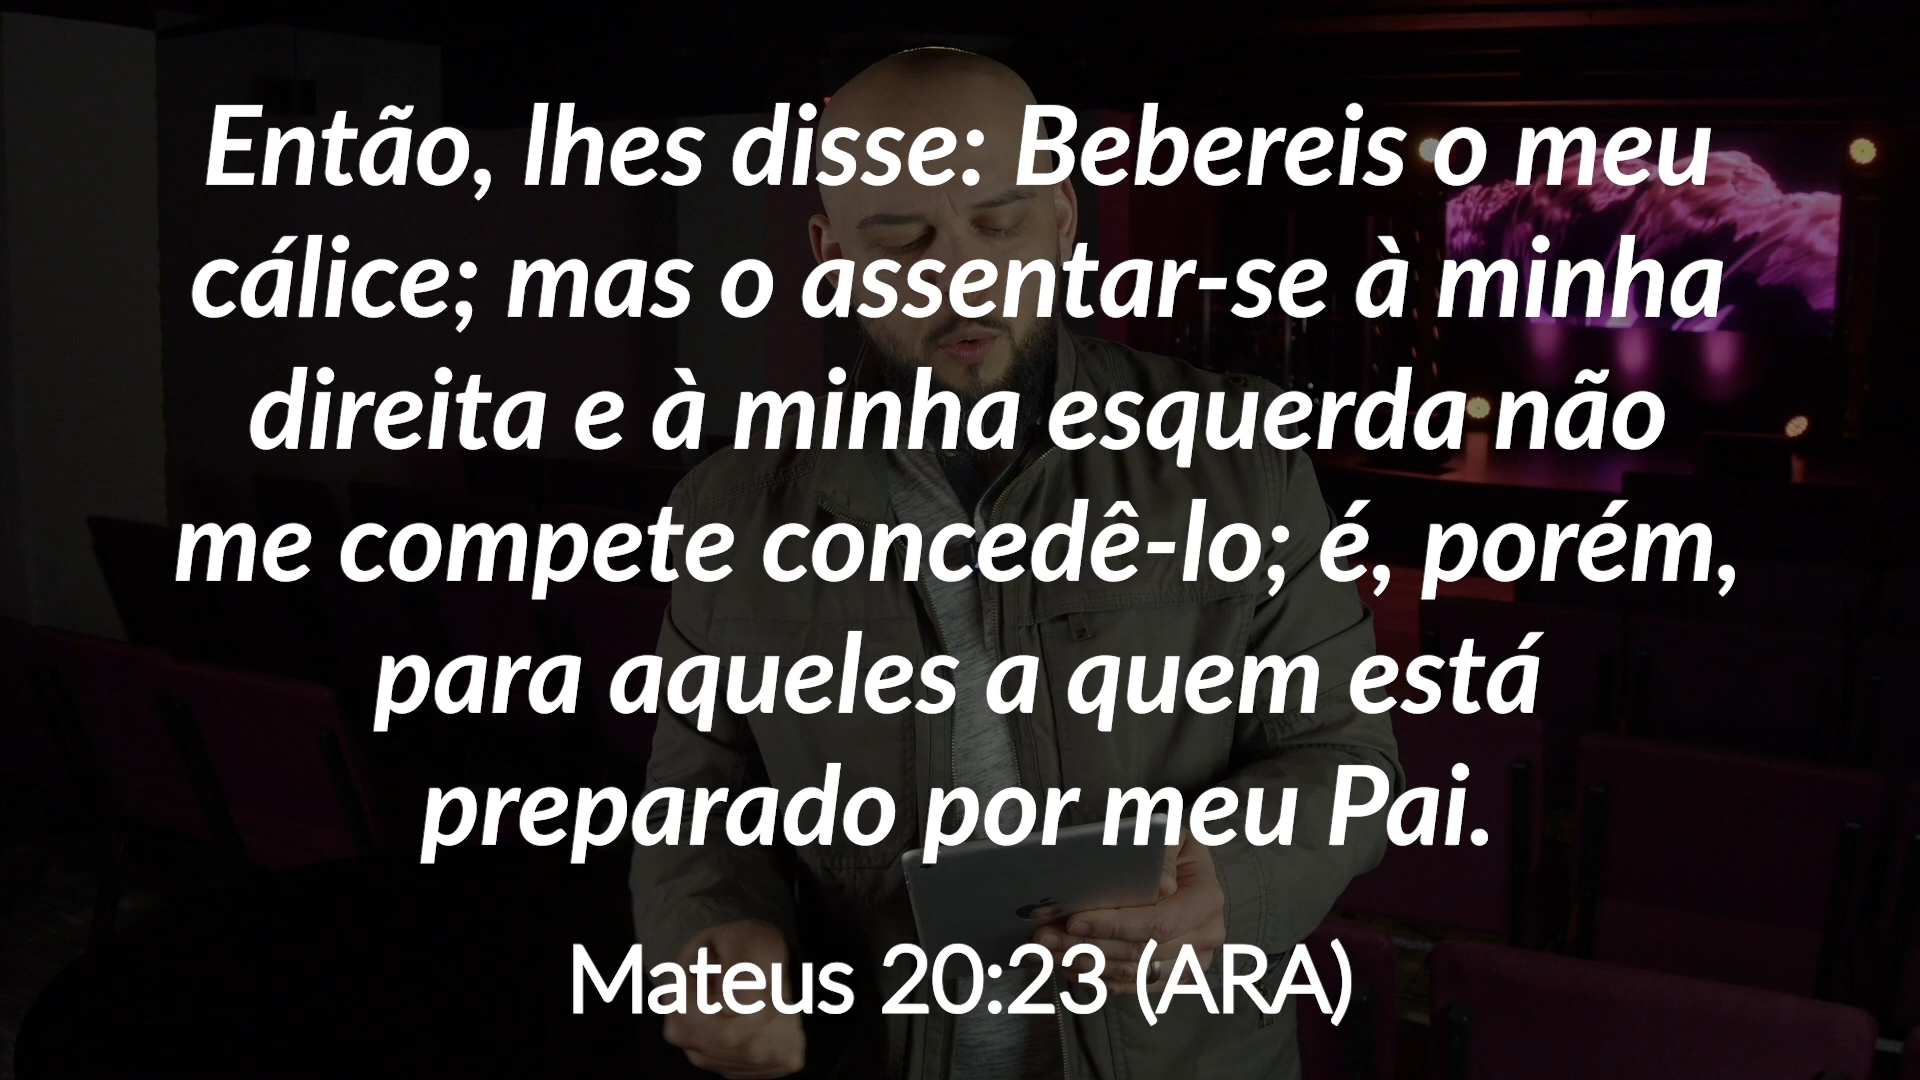 Então, lhes disse: Bebereis o meu
cálice; mas o assentar-se à minha
direita e à minha esquerda não
me compete concedê-lo; é, porém,
para aqueles a quem está
preparado por meu Pai.
Mateus 20:23 (ARA)